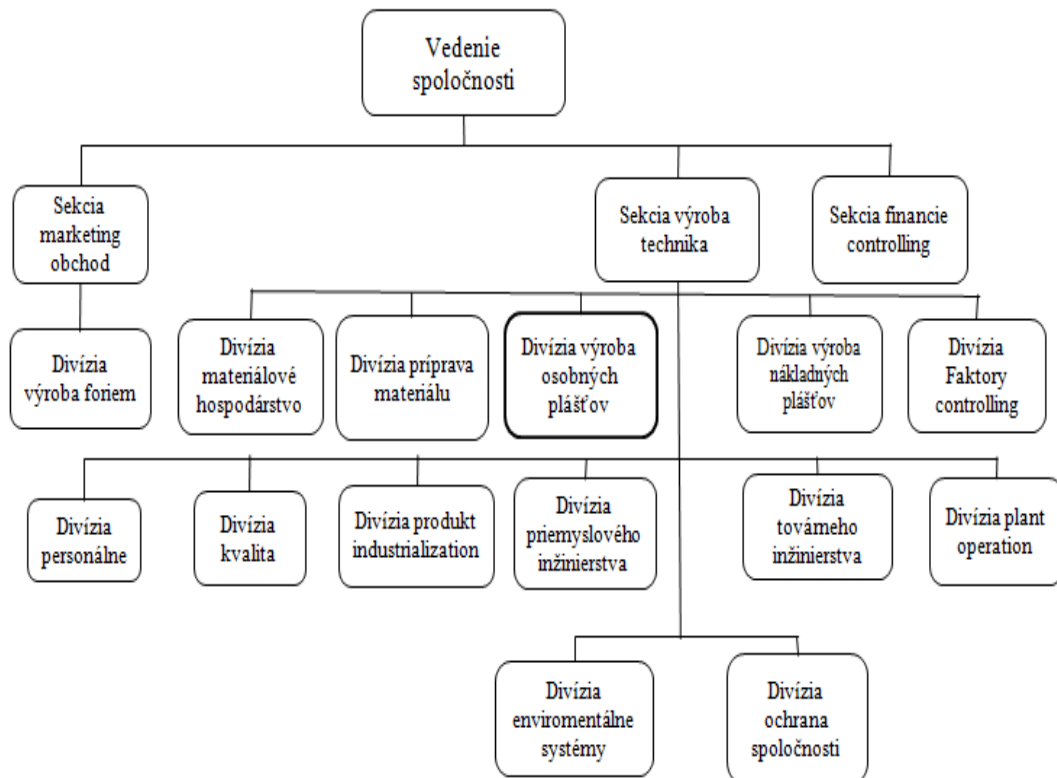 Vedenie
spoločnosti
Sekcia
marketing
obchod
Sekcia výroba
technika
Sekcia financie
controlling
Divízia
výroba foriem
Divízia
materiálové
hospodárstvo
Divízia príprava
materiálu
Divízia výroba
osobných
plášťov
Divízia výroba
nákladných
plášťov
Divízia
Faktory
controlling
Divízia
personálne
Divízia
kvalita
Divízia produkt
industrialization
Divízia
priemyslového
inžinierstva
Divízia
továrneho
inžinierstva
Divízia plant
operation
Divízia
enviromentálne
systémy
Divízia
ochrana
spoločnosti